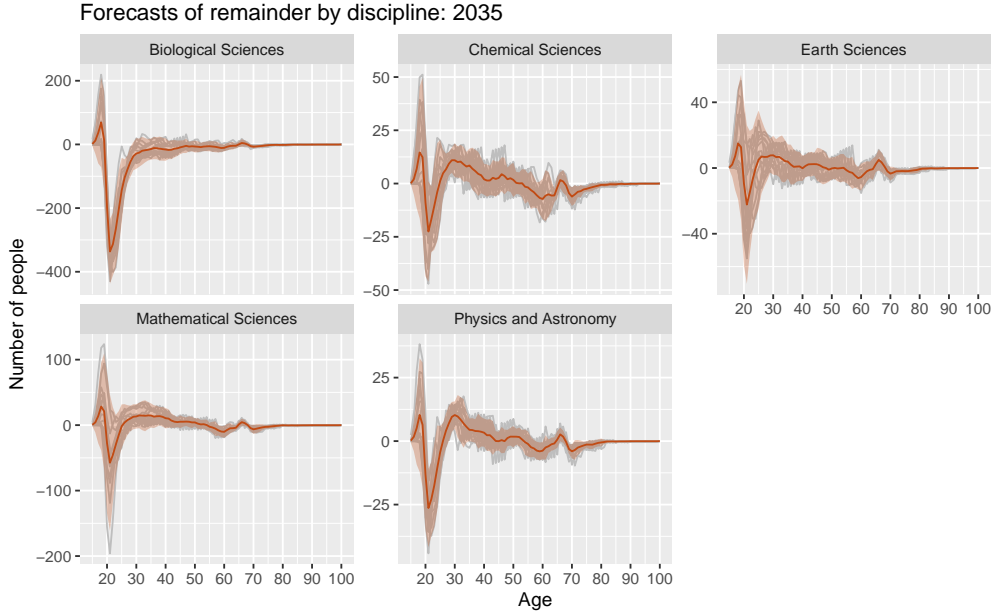 Forecasts of remainder by discipline: 2035
Biological Sciences
Chemical Sciences
Earth Sciences
200
0
−200
−400
50
25
0
−25
−50
40
0
−40
20 30 40 50 60 70 80 90 100
Mathematical Sciences
Physics and Astronomy
100
0
−100
−200
25
0
−25
20 30 40 50 60 70 80 90 100
20 30 40 50 60 70 80 90 100
Number of people
Age